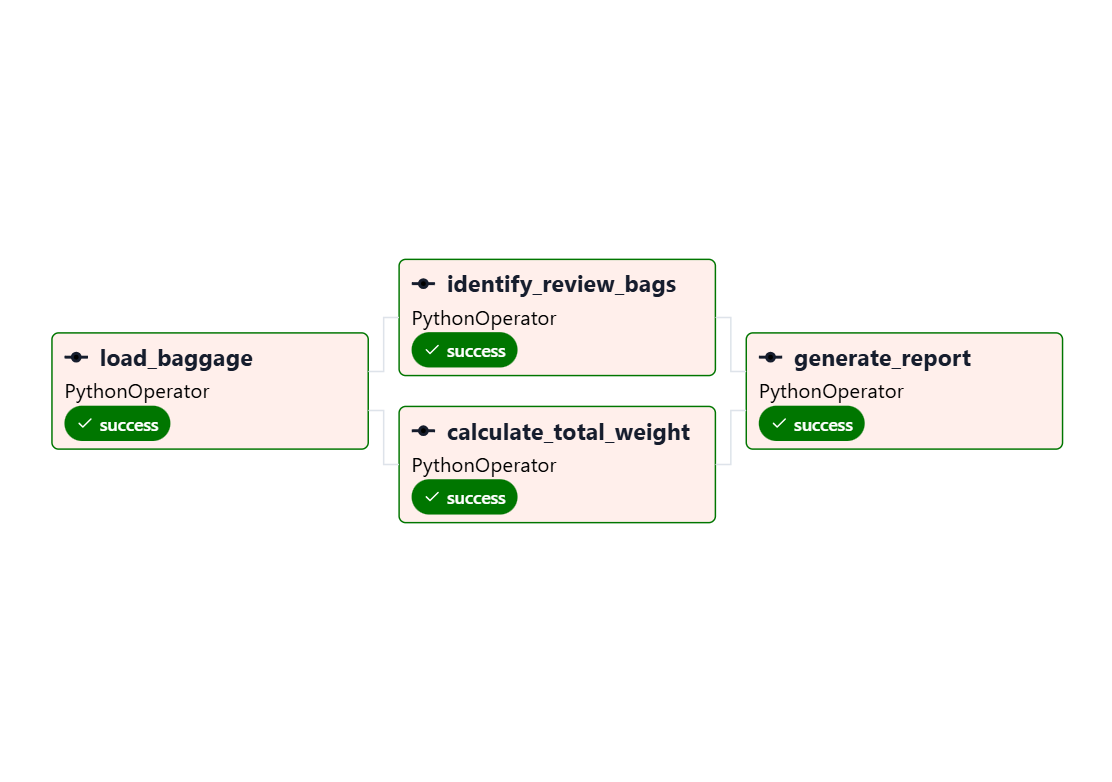 load_baggage
PythonOperator
success
identify_review_bags
PythonOperator
success
calculate_total_weight
PythonOperator
success
generate_report
PythonOperator
success